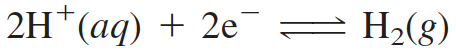 2H⁺(aq) + 2e⁻ ⇌ H₂(g)